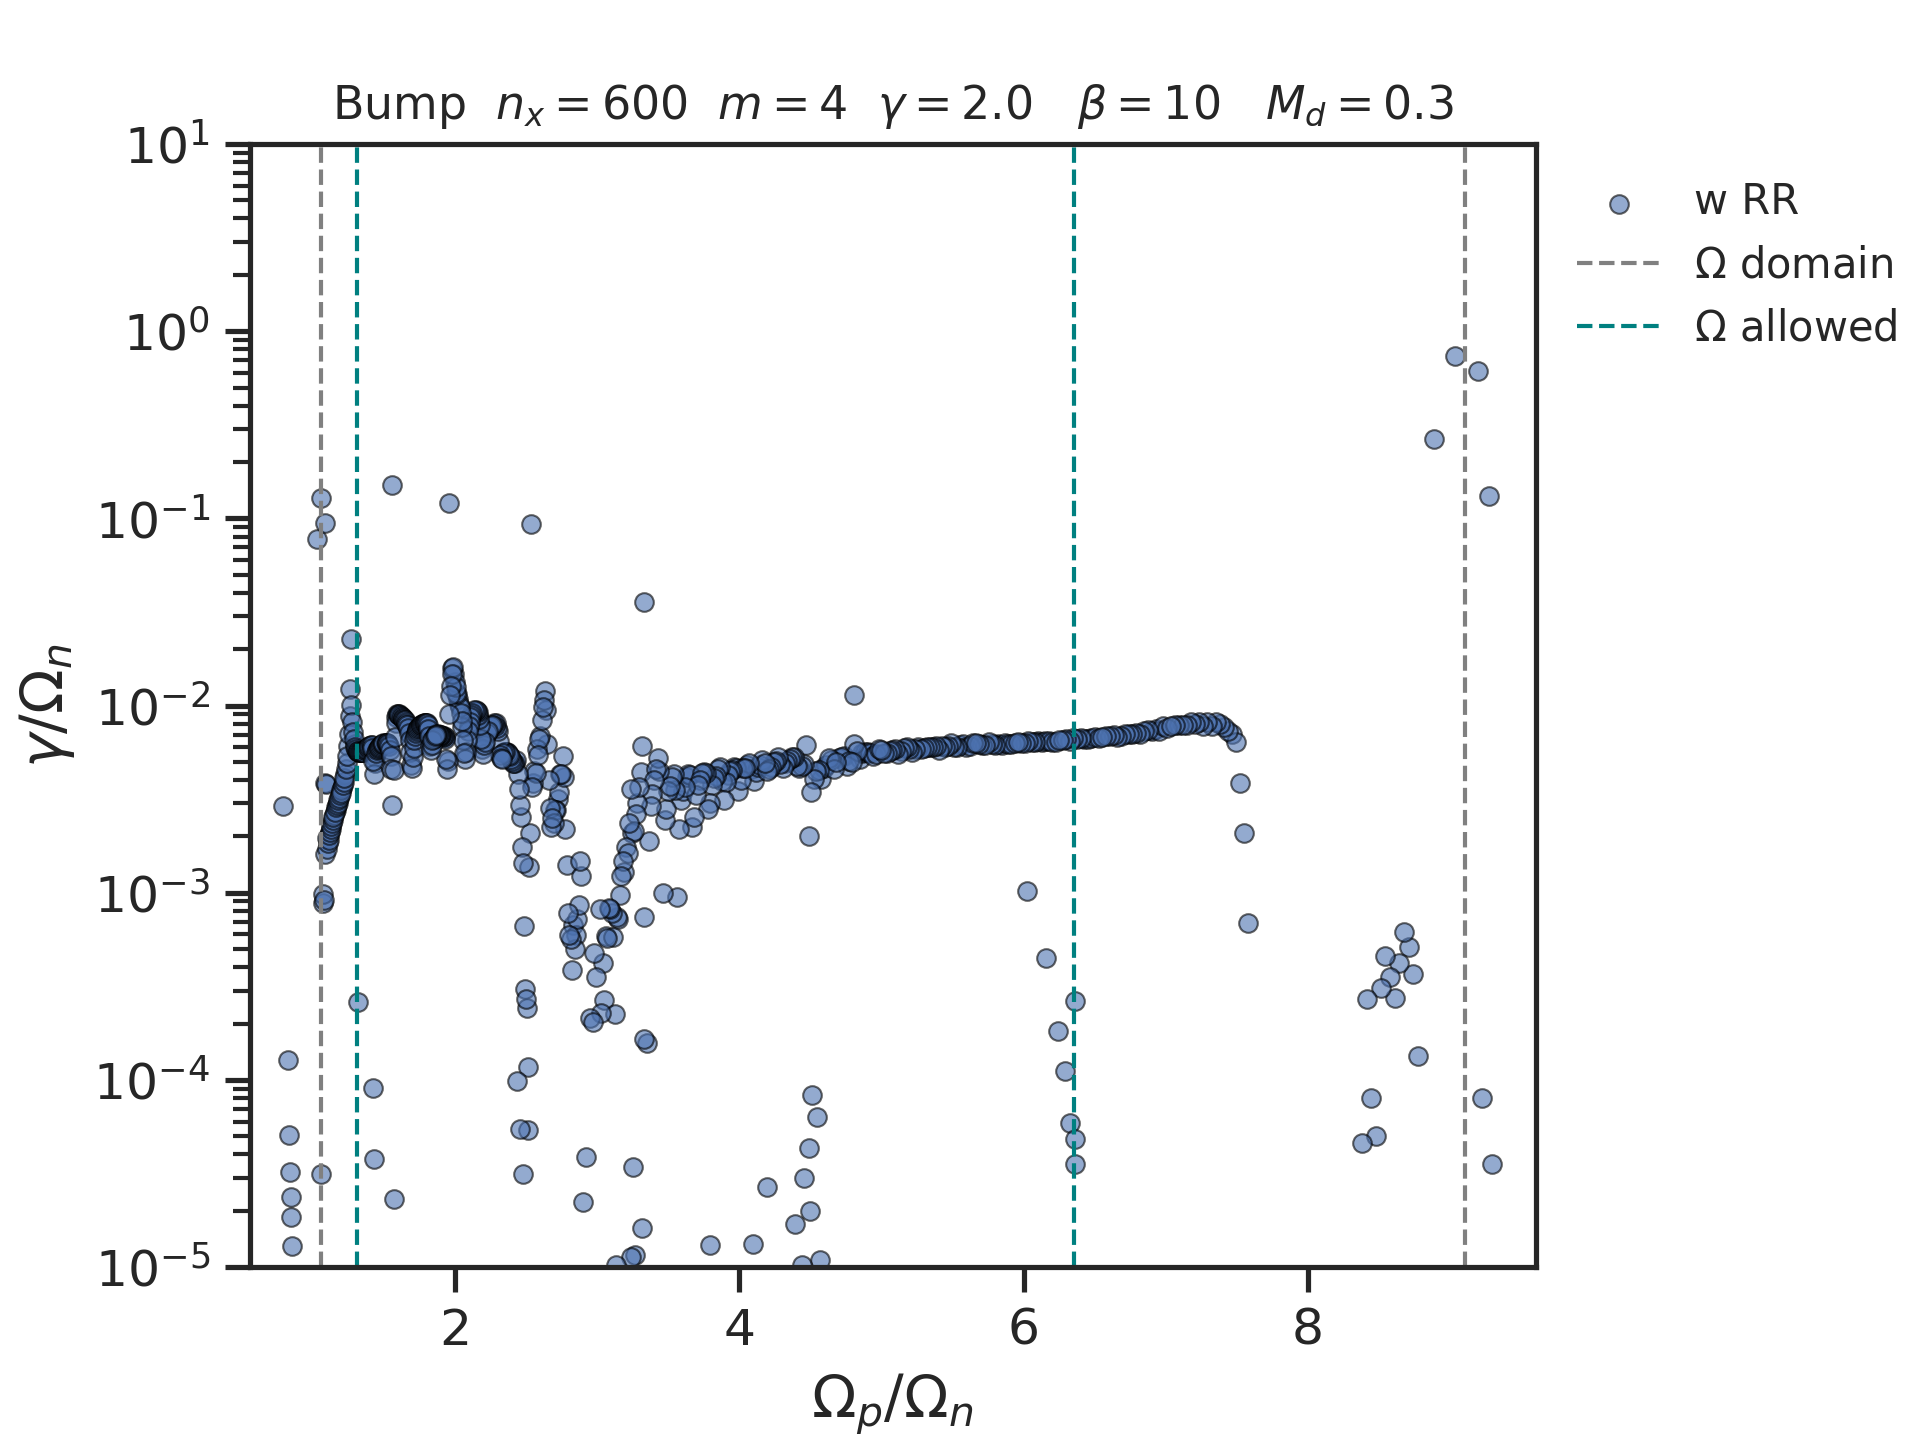 Bump n_x = 600 m = 4 γ = 2.0 β = 10 M_d = 0.3
10^1
10^0
10^-1
10^-2
10^-3
10^-4
10^-5
γ/Ω_n
2 4 6 8
Ω_p/Ω_n
w RR
Ω domain
Ω allowed